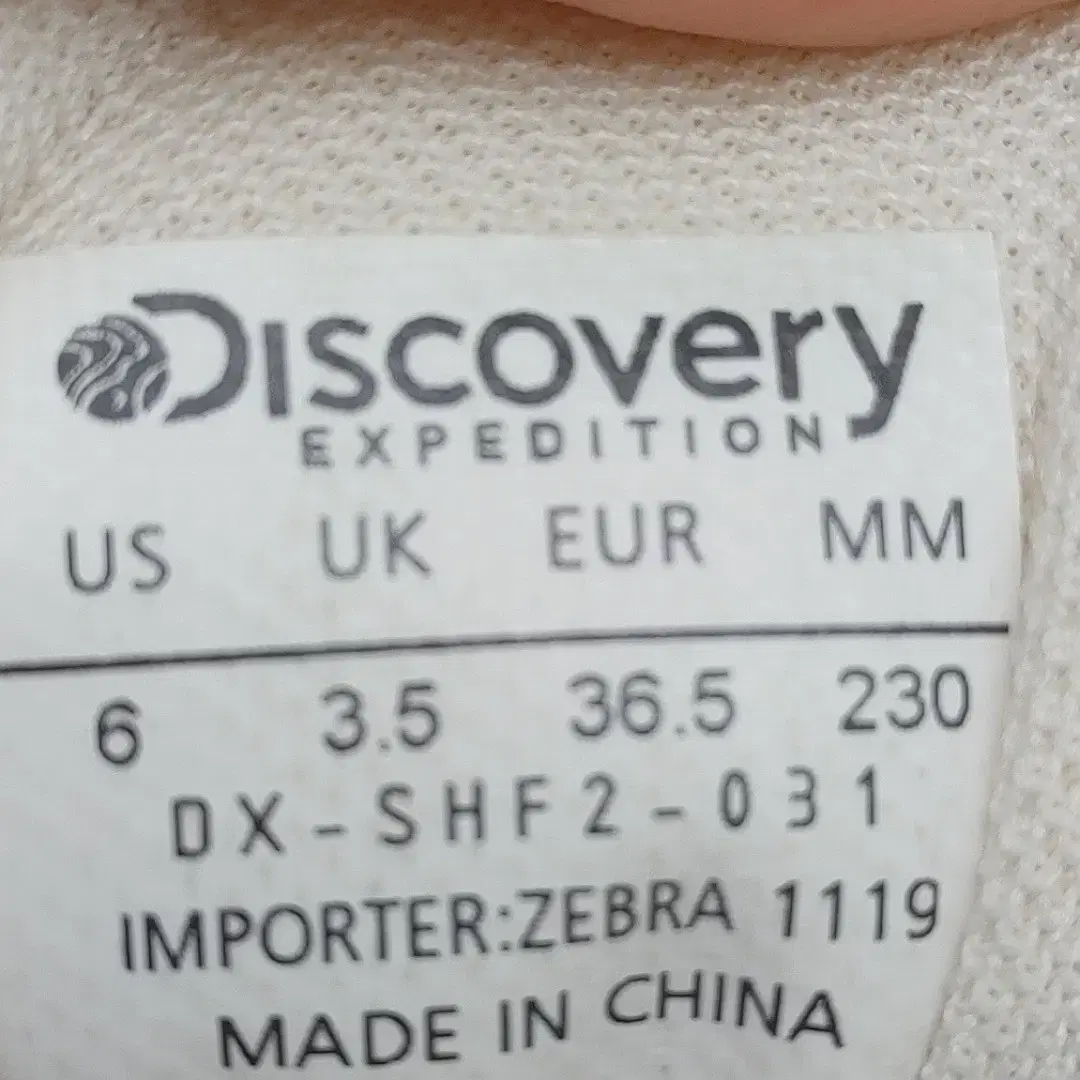 DISCOVERY
EXPEDITION
US UK EUR MM
6 3.5 36.5 230
DX-SHF2-031
IMPORTER:ZEBRA 1119
MADE IN CHINA